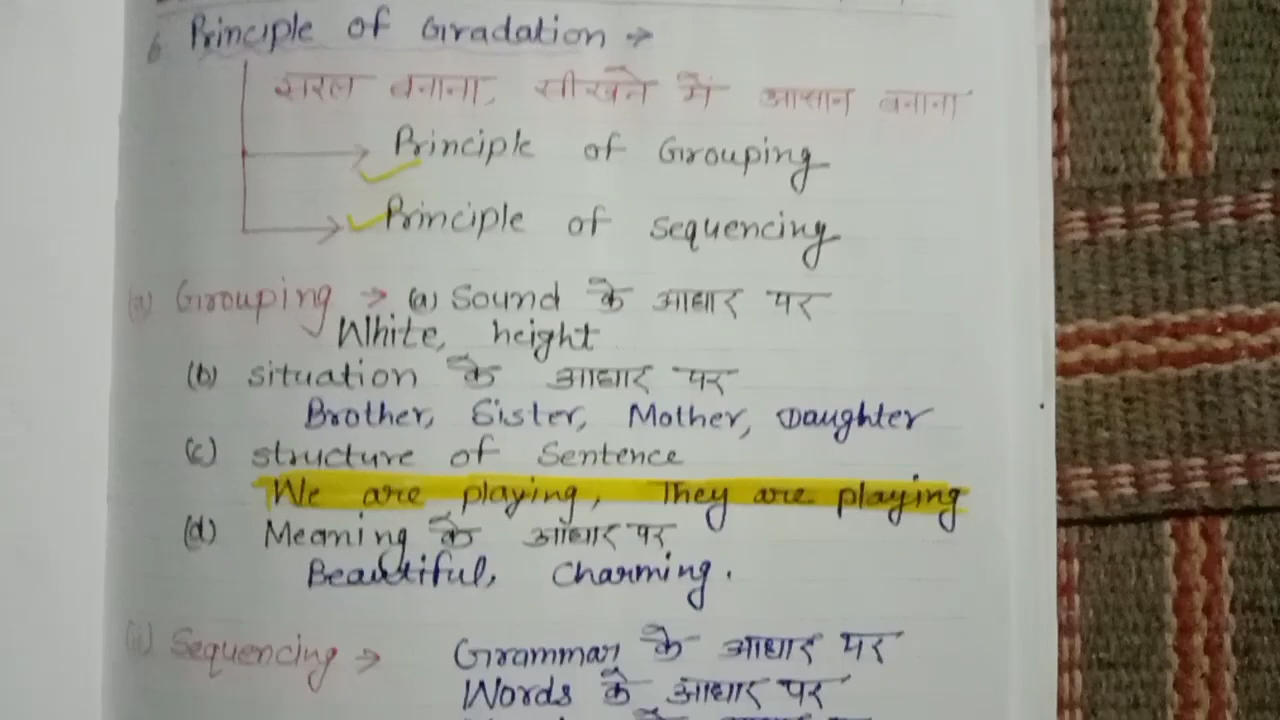 6 Principle of Gradation →
सरल बनाना, सीखने में आसान बनाना
Principle of Grouping
Principle of sequencing
Grouping → (a) Sound के आधार पर
White, height
(b) situation के आधार पर
Brother, Sister, Mother, Daughter
(c) structure of Sentence
We are playing, They are playing
(d) Meaning के आधार पर
Beautiful, Charming.
(ii) Sequencing → Grammar के आधार पर
Words के आधार पर